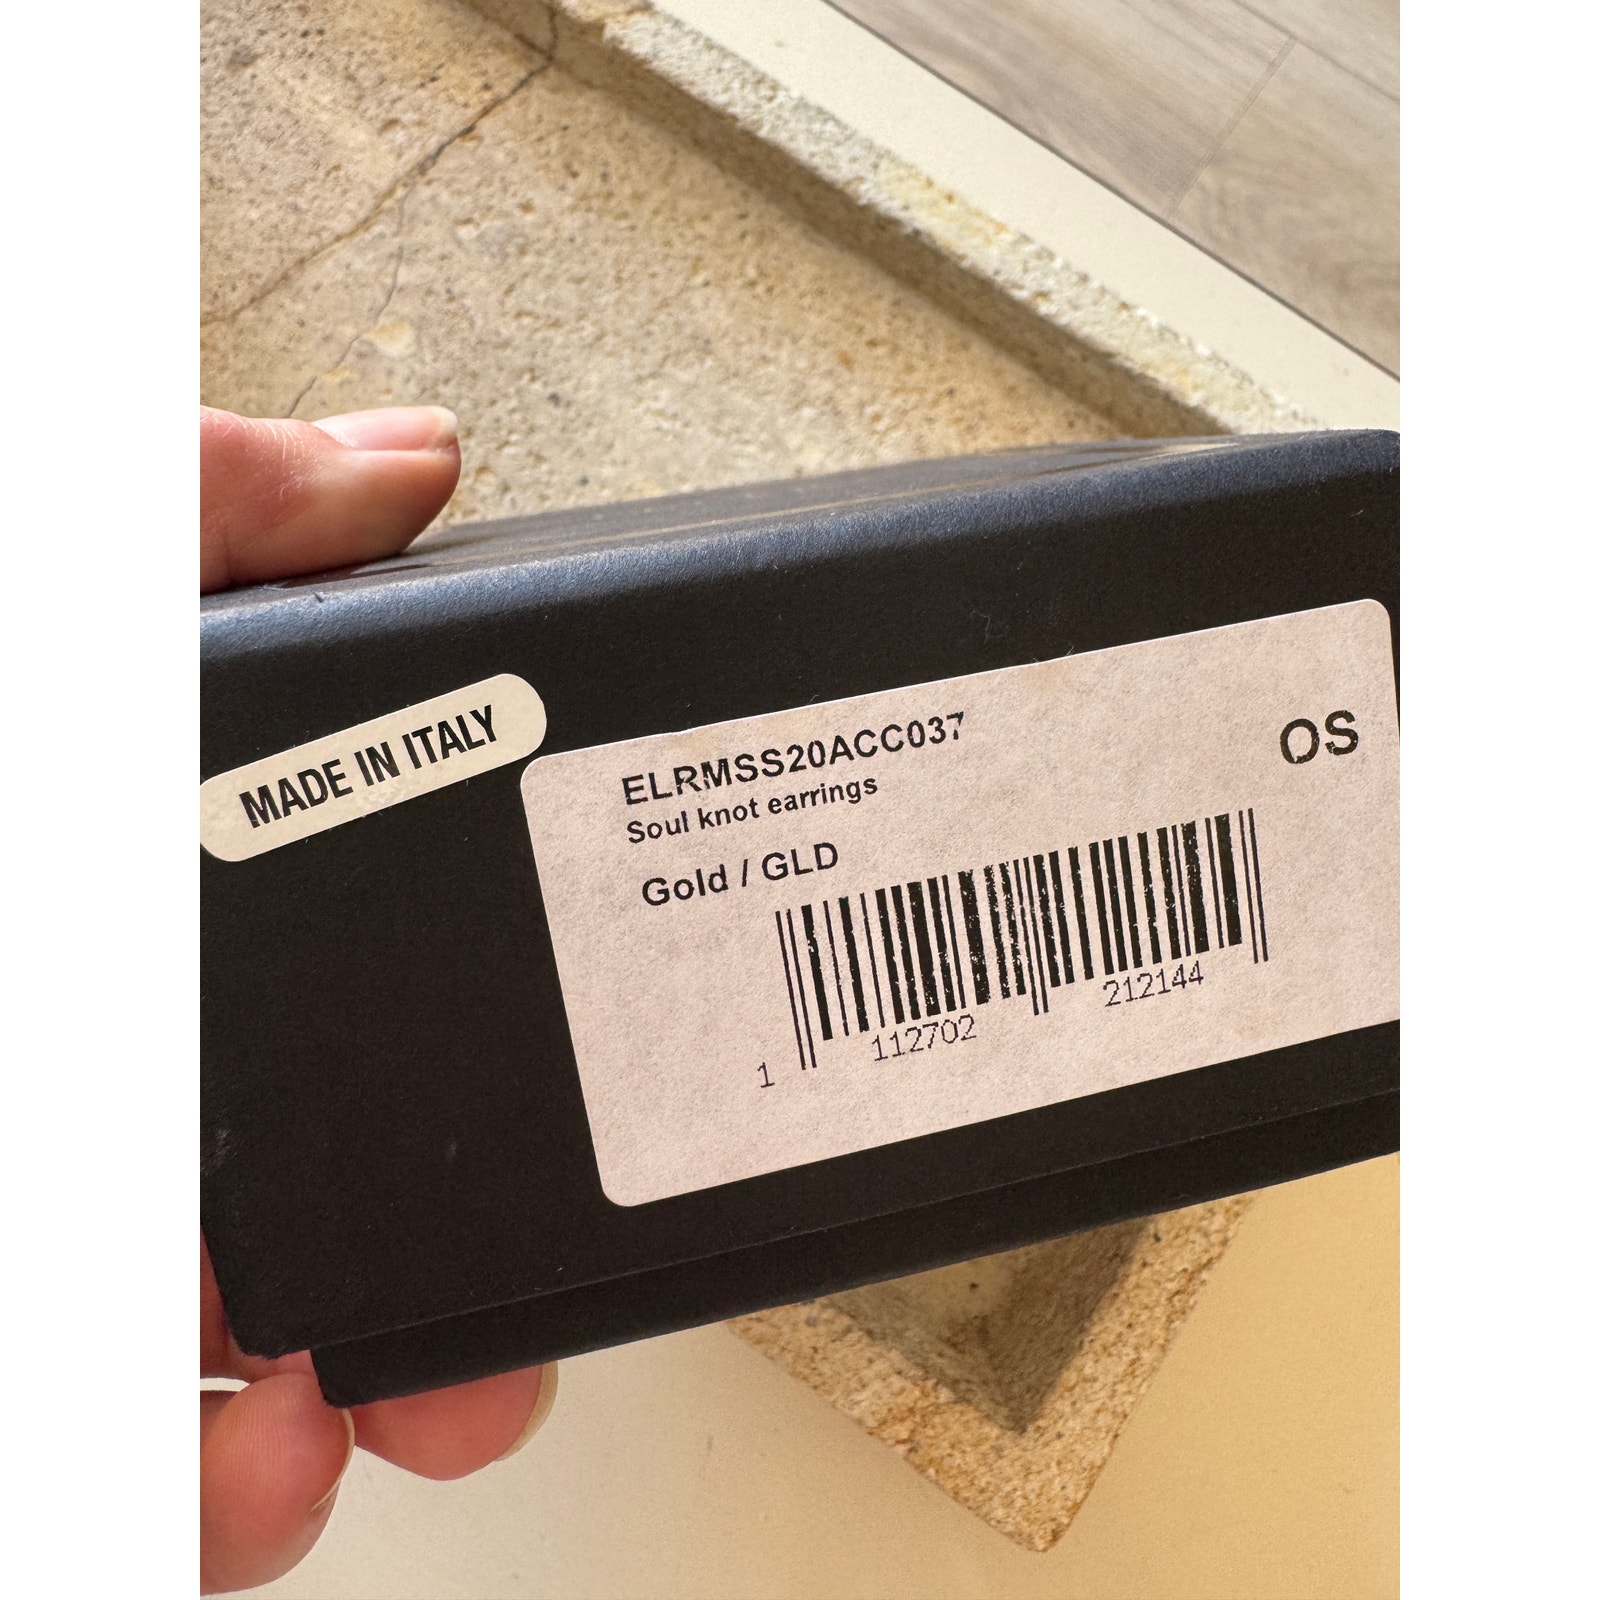 MADE IN ITALY
ELRMSS20ACC037
OS
Soul knot earrings
Gold / GLD
1 112702 212144